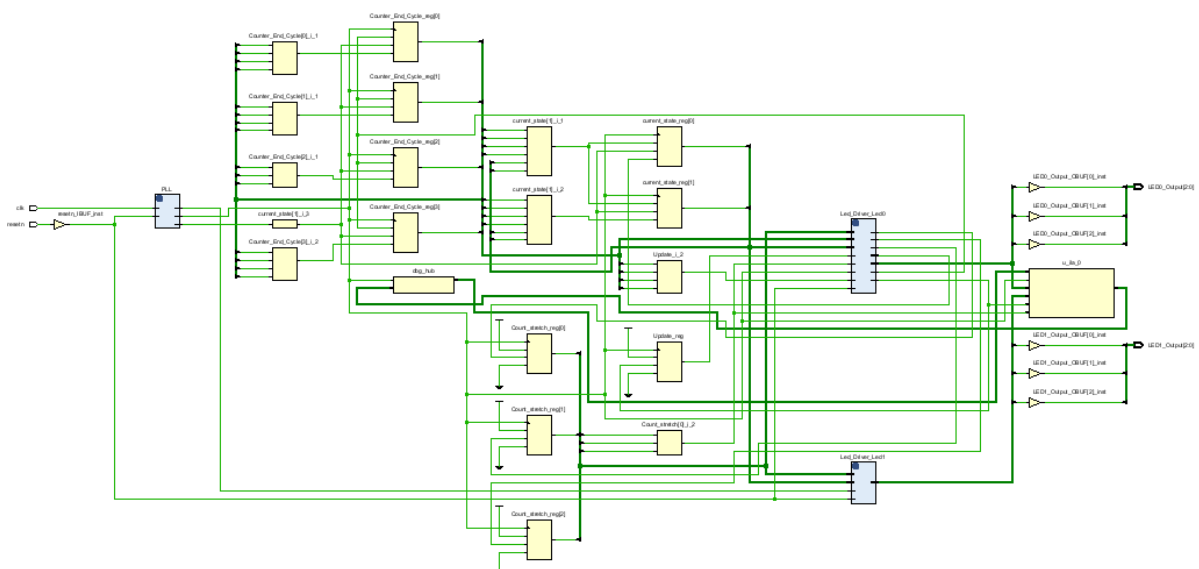 Counter_End_Cycle_reg[0]
Counter_End_Cycle[0]_i_1
Counter_End_Cycle_reg[1]
Counter_End_Cycle[1]_i_1
current_state[1]_i_1
current_state_reg[0]
Counter_End_Cycle_reg[2]
Counter_End_Cycle[2]_i_1
LED0_Output_OBUF[0]_inst
LED0_Output[2:0]
PLL
current_state[1]_i_2
current_state_reg[1]
clk
resetn
resetn_IBUF_inst
Counter_End_Cycle_reg[3]
current_state[1]_i_3
Led_Driver_Led0
LED0_Output_OBUF[1]_inst
Counter_End_Cycle[3]_i_2
LED0_Output_OBUF[2]_inst
Update_i_2
u_ila_0
dbg_hub
Count_stretch_reg[0]
Update_reg
LED1_Output_OBUF[0]_inst
LED1_Output[2:0]
LED1_Output_OBUF[1]_inst
LED1_Output_OBUF[2]_inst
Count_stretch_reg[1]
Led_Driver_Led1
Count_stretch_reg[2]